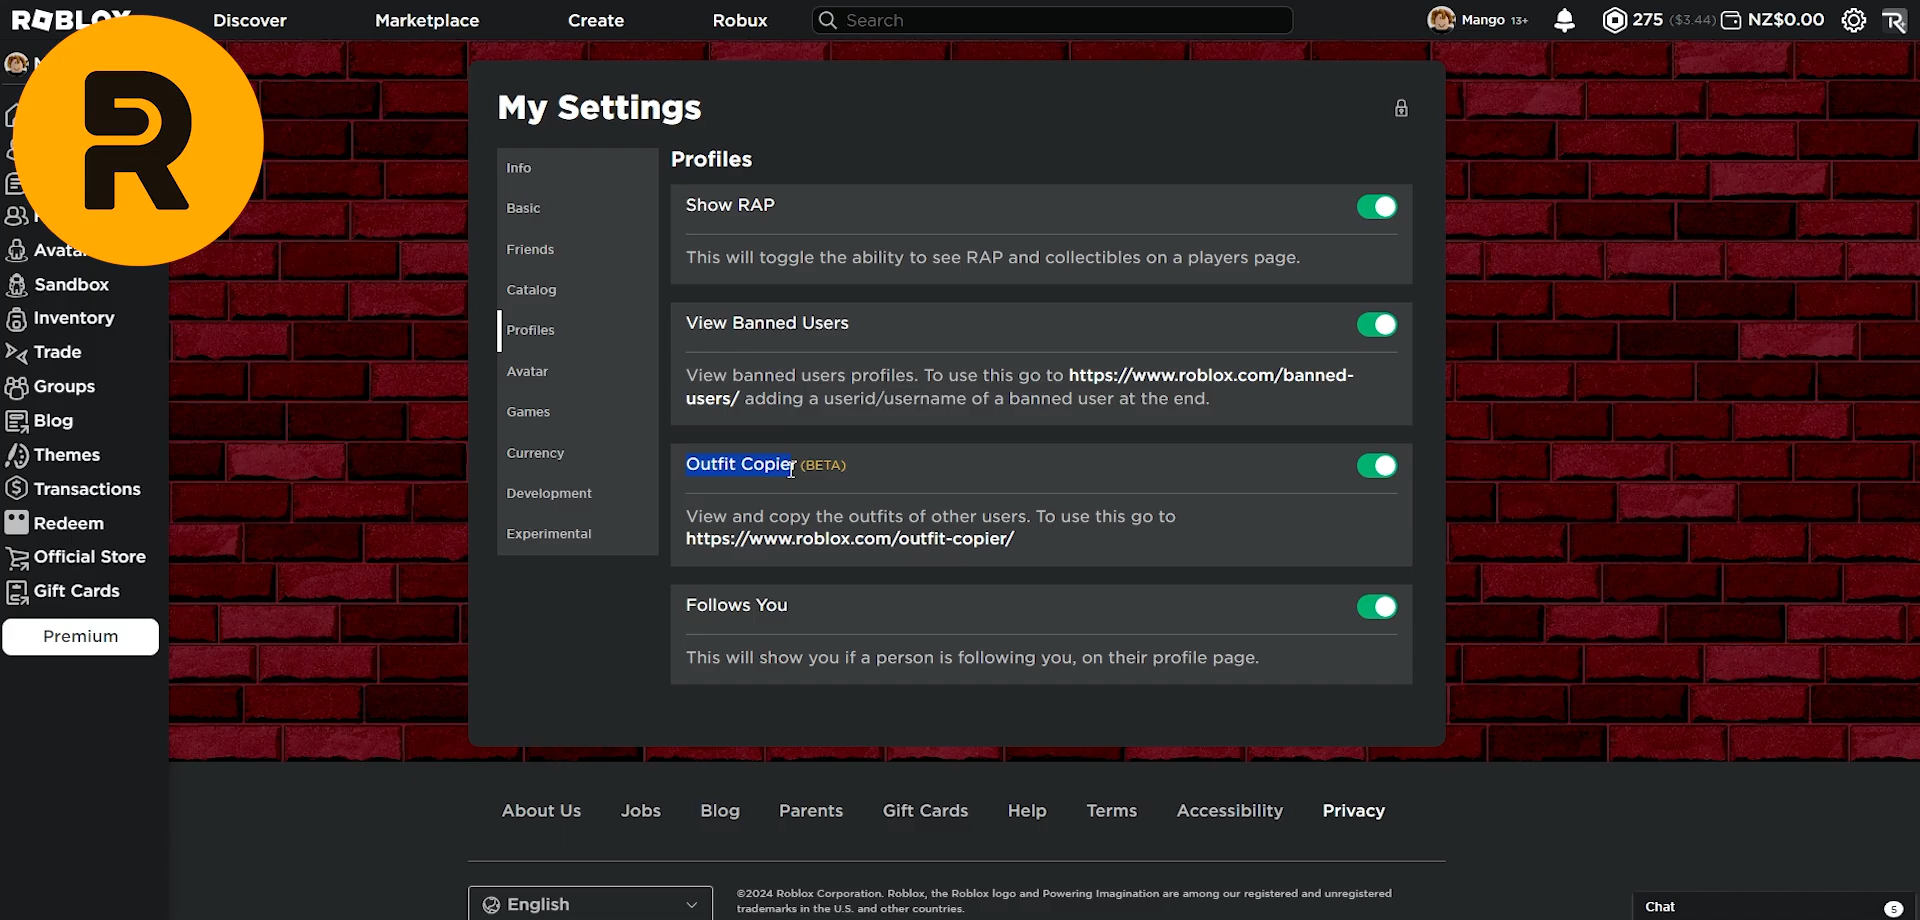 ROBLOX
Discover
Marketplace
Create
Robux
Search
Mango 13+
275 ($3.44)
NZ$0.00
Sandbox
Inventory
Trade
Groups
Blog
Themes
Transactions
Redeem
Official Store
Gift Cards
Premium
My Settings
Info
Basic
Friends
Catalog
Profiles
Avatar
Games
Currency
Development
Experimental
Profiles
Show RAP
This will toggle the ability to see RAP and collectibles on a players page.
View Banned Users
View banned users profiles. To use this go to https://www.roblox.com/banned-
users/ adding a userid/username of a banned user at the end.
Outfit Copier (BETA)
View and copy the outfits of other users. To use this go to
https://www.roblox.com/outfit-copier/
Follows You
This will show you if a person is following you, on their profile page.
About Us
Jobs
Blog
Parents
Gift Cards
Help
Terms
Accessibility
Privacy
English
©2024 Roblox Corporation. Roblox, the Roblox logo and Powering Imagination are among our registered and unregistered
trademarks in the U.S. and other countries.
Chat
5